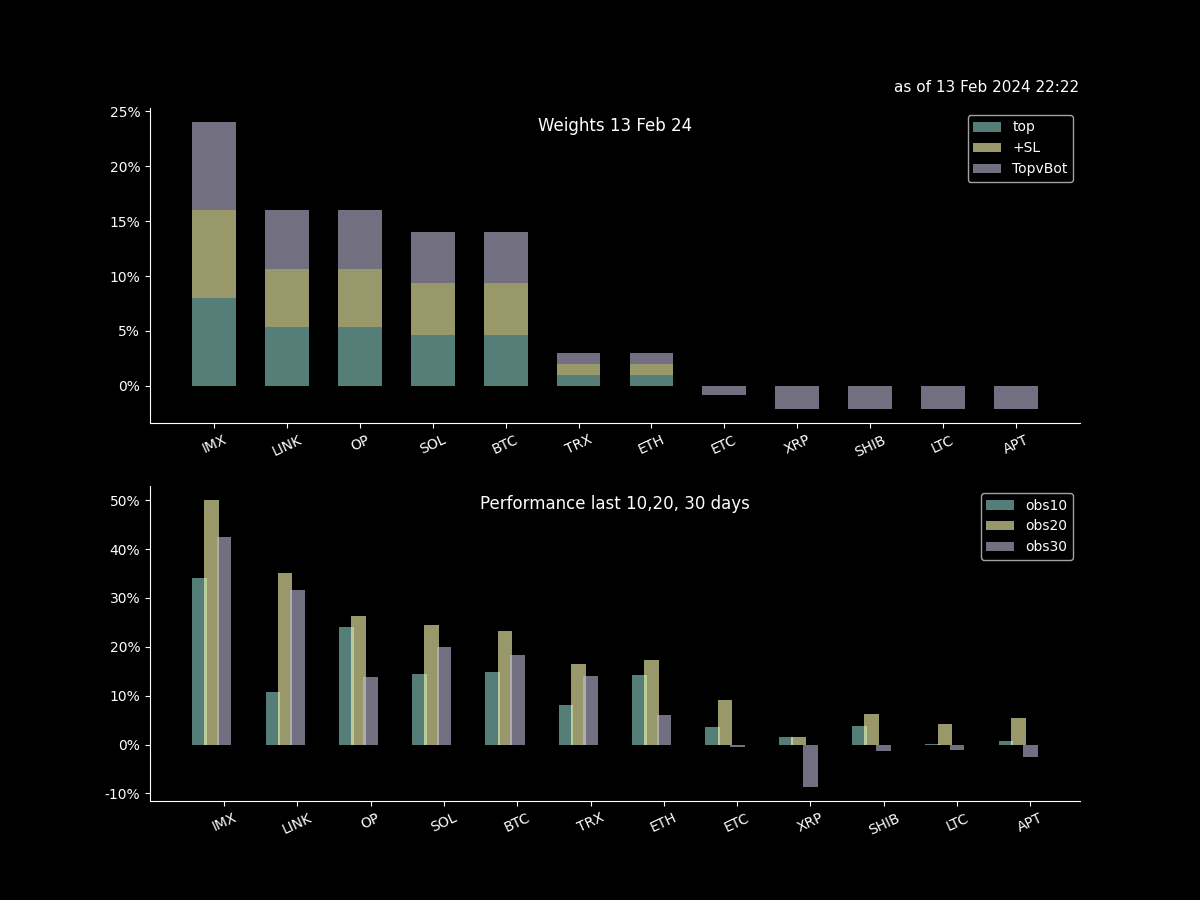 as of 13 Feb 2024 22:22
Weights 13 Feb 24
top
+SL
TopvBot
25%
20%
15%
10%
5%
0%
IMX LINK OP SOL BTC TRX ETH ETC XRP SHIB LTC APT
Performance last 10,20, 30 days
obs10
obs20
obs30
50%
40%
30%
20%
10%
0%
-10%
IMX LINK OP SOL BTC TRX ETH ETC XRP SHIB LTC APT